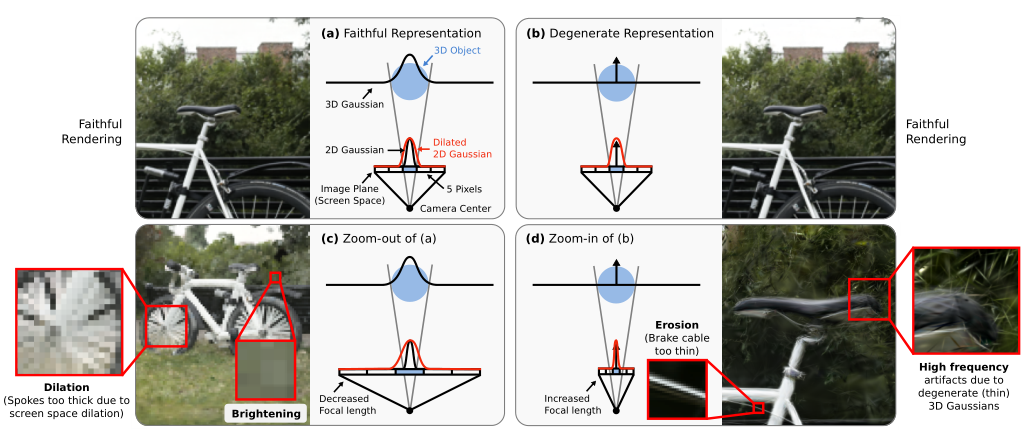 (a) Faithful Representation
3D Object
3D Gaussian
2D Gaussian
Dilated
2D Gaussian
Image Plane
(Screen Space)
5 Pixels
Camera Center
Faithful
Rendering
(b) Degenerate Representation
Faithful
Rendering
(c) Zoom-out of (a)
Decreased
Focal length
Dilation
(Spokes too thick due to
screen space dilation)
Brightening
(d) Zoom-in of (b)
Erosion
(Brake cable
too thin)
Increased
Focal length
High frequency
artifacts due to
degenerate (thin)
3D Gaussians